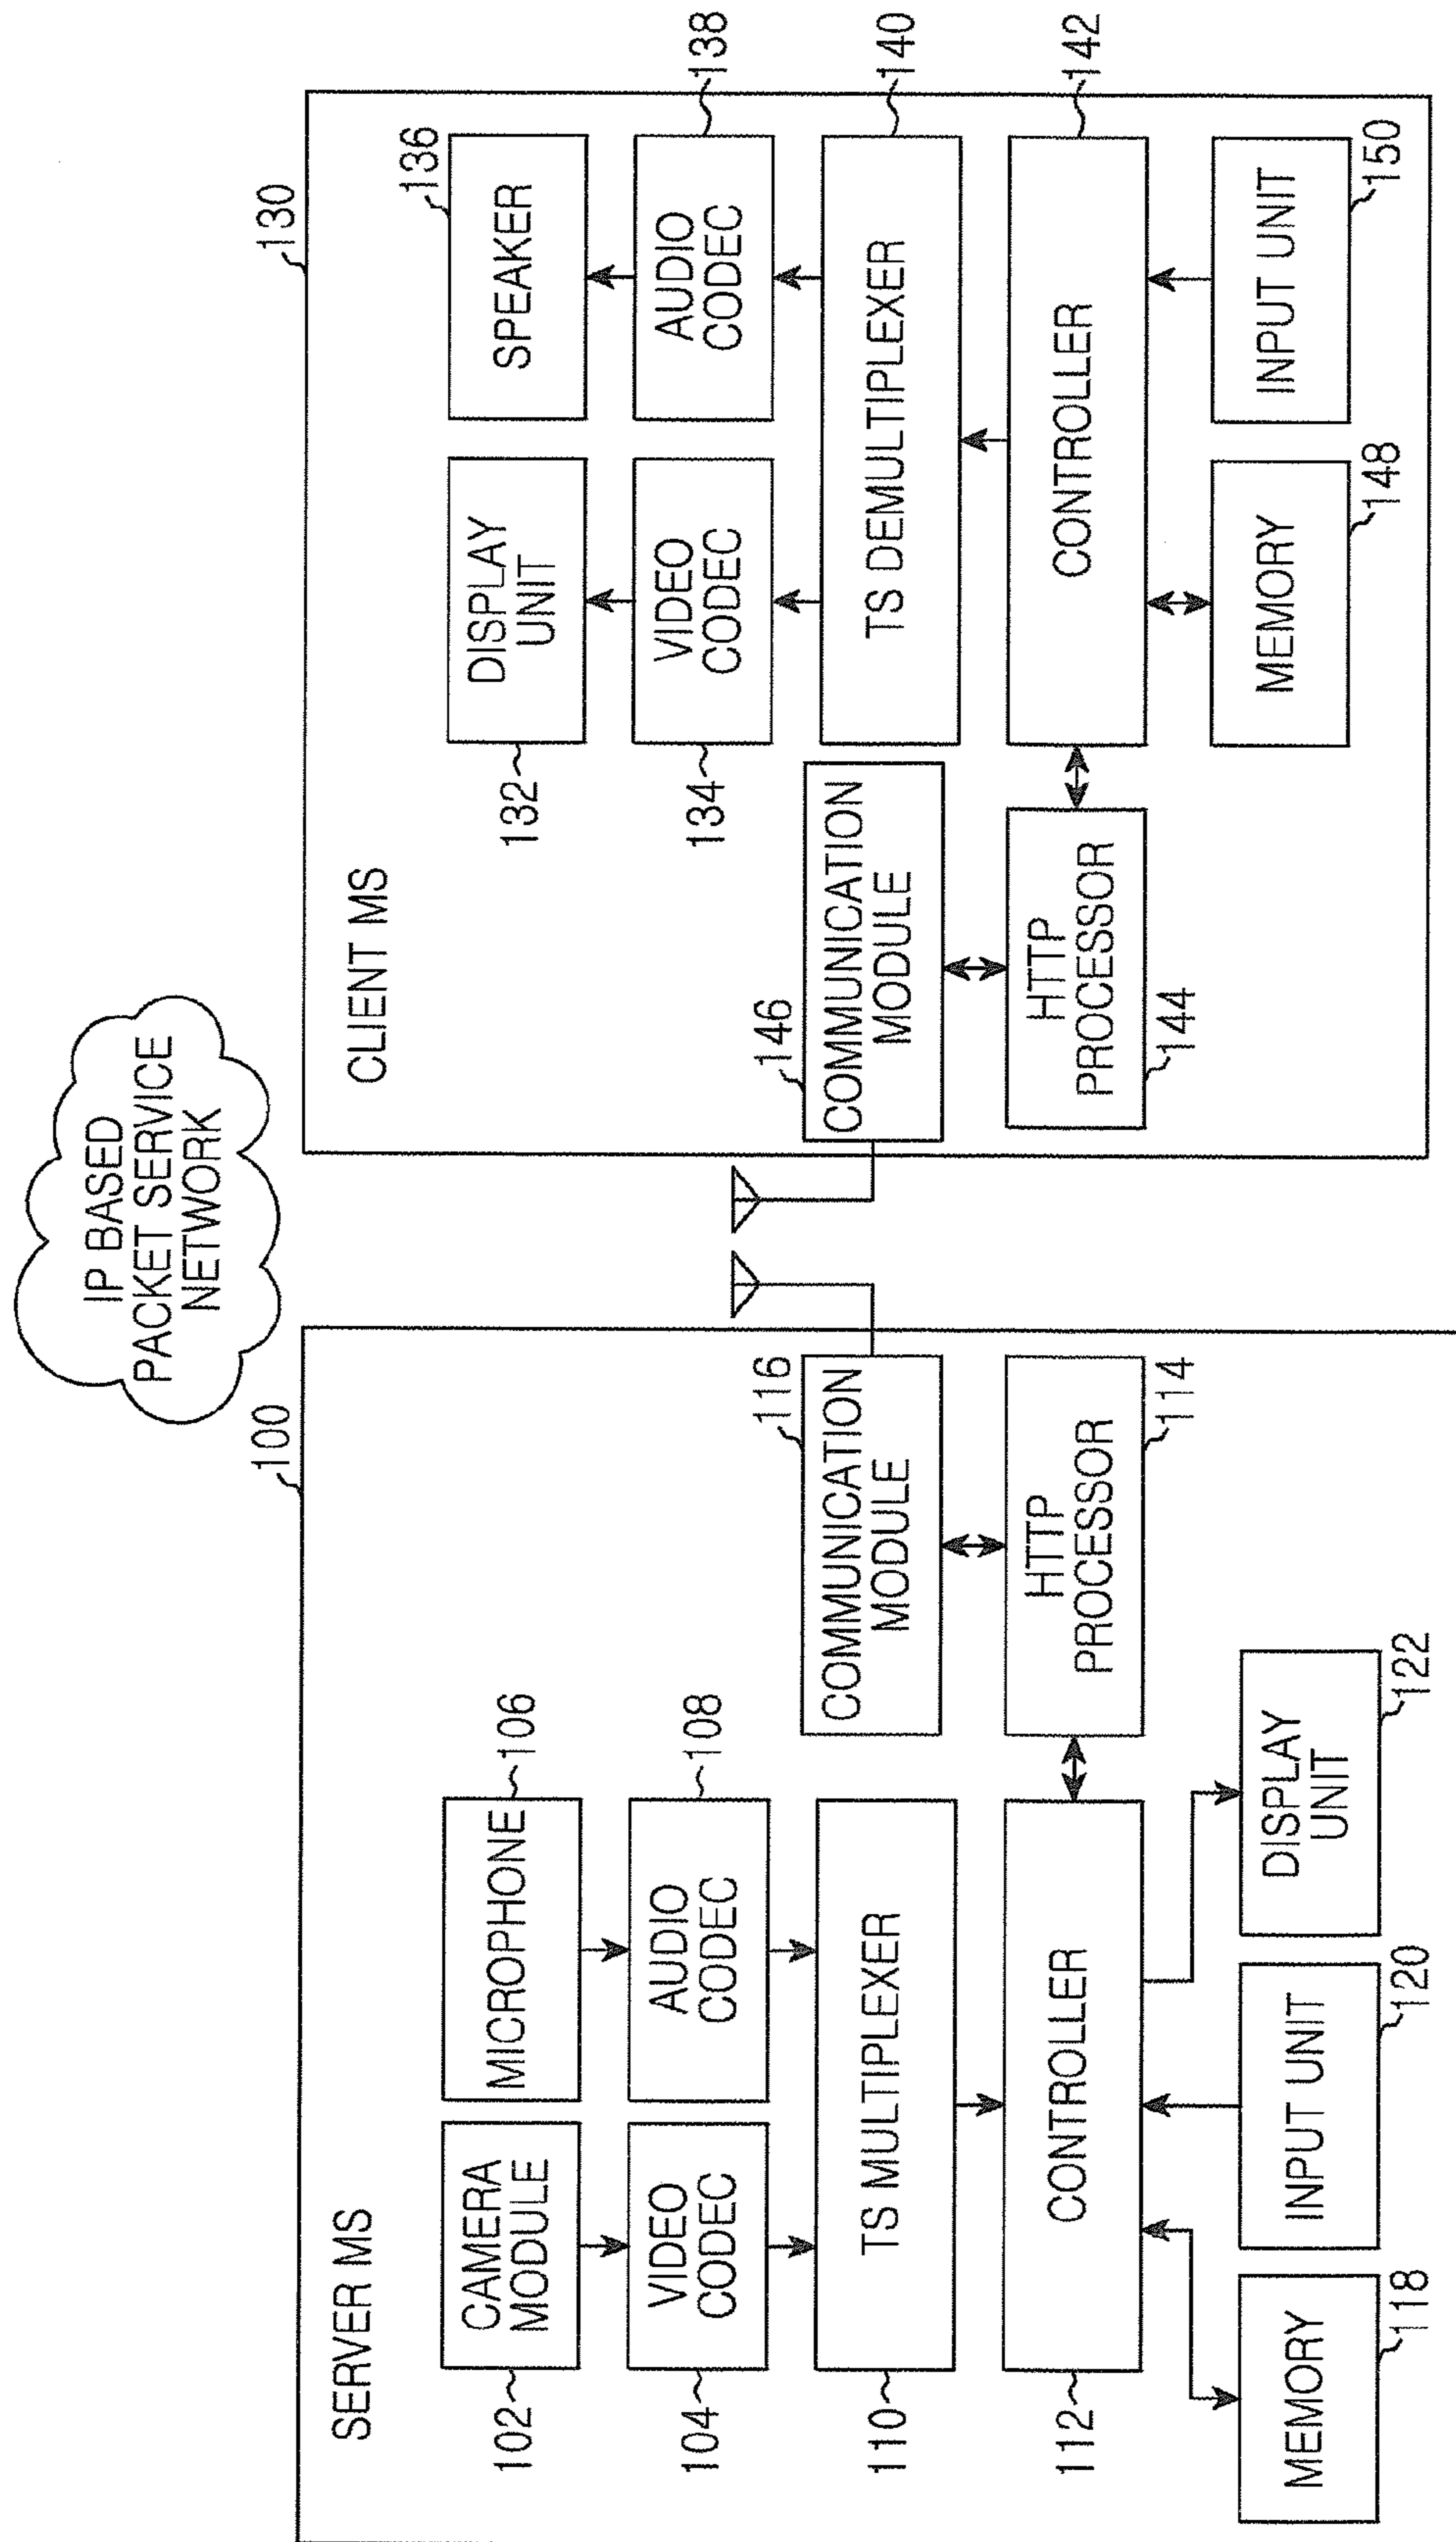 IP BASED
PACKET SERVICE
NETWORK
100
SERVER MS
102
CAMERA
MODULE
MICROPHONE
106
104
VIDEO
CODEC
AUDIO
CODEC
108
110
TS MULTIPLEXER
116
COMMUNICATION
MODULE
112
CONTROLLER
HTTP
PROCESSOR
114
MEMORY
118
INPUT UNIT
120
DISPLAY
UNIT
122
130
CLIENT MS
132
DISPLAY
UNIT
SPEAKER
136
134
VIDEO
CODEC
AUDIO
CODEC
138
146
COMMUNICATION
MODULE
TS DEMULTIPLEXER
140
HTTP
PROCESSOR
144
CONTROLLER
142
MEMORY
148
INPUT UNIT
150